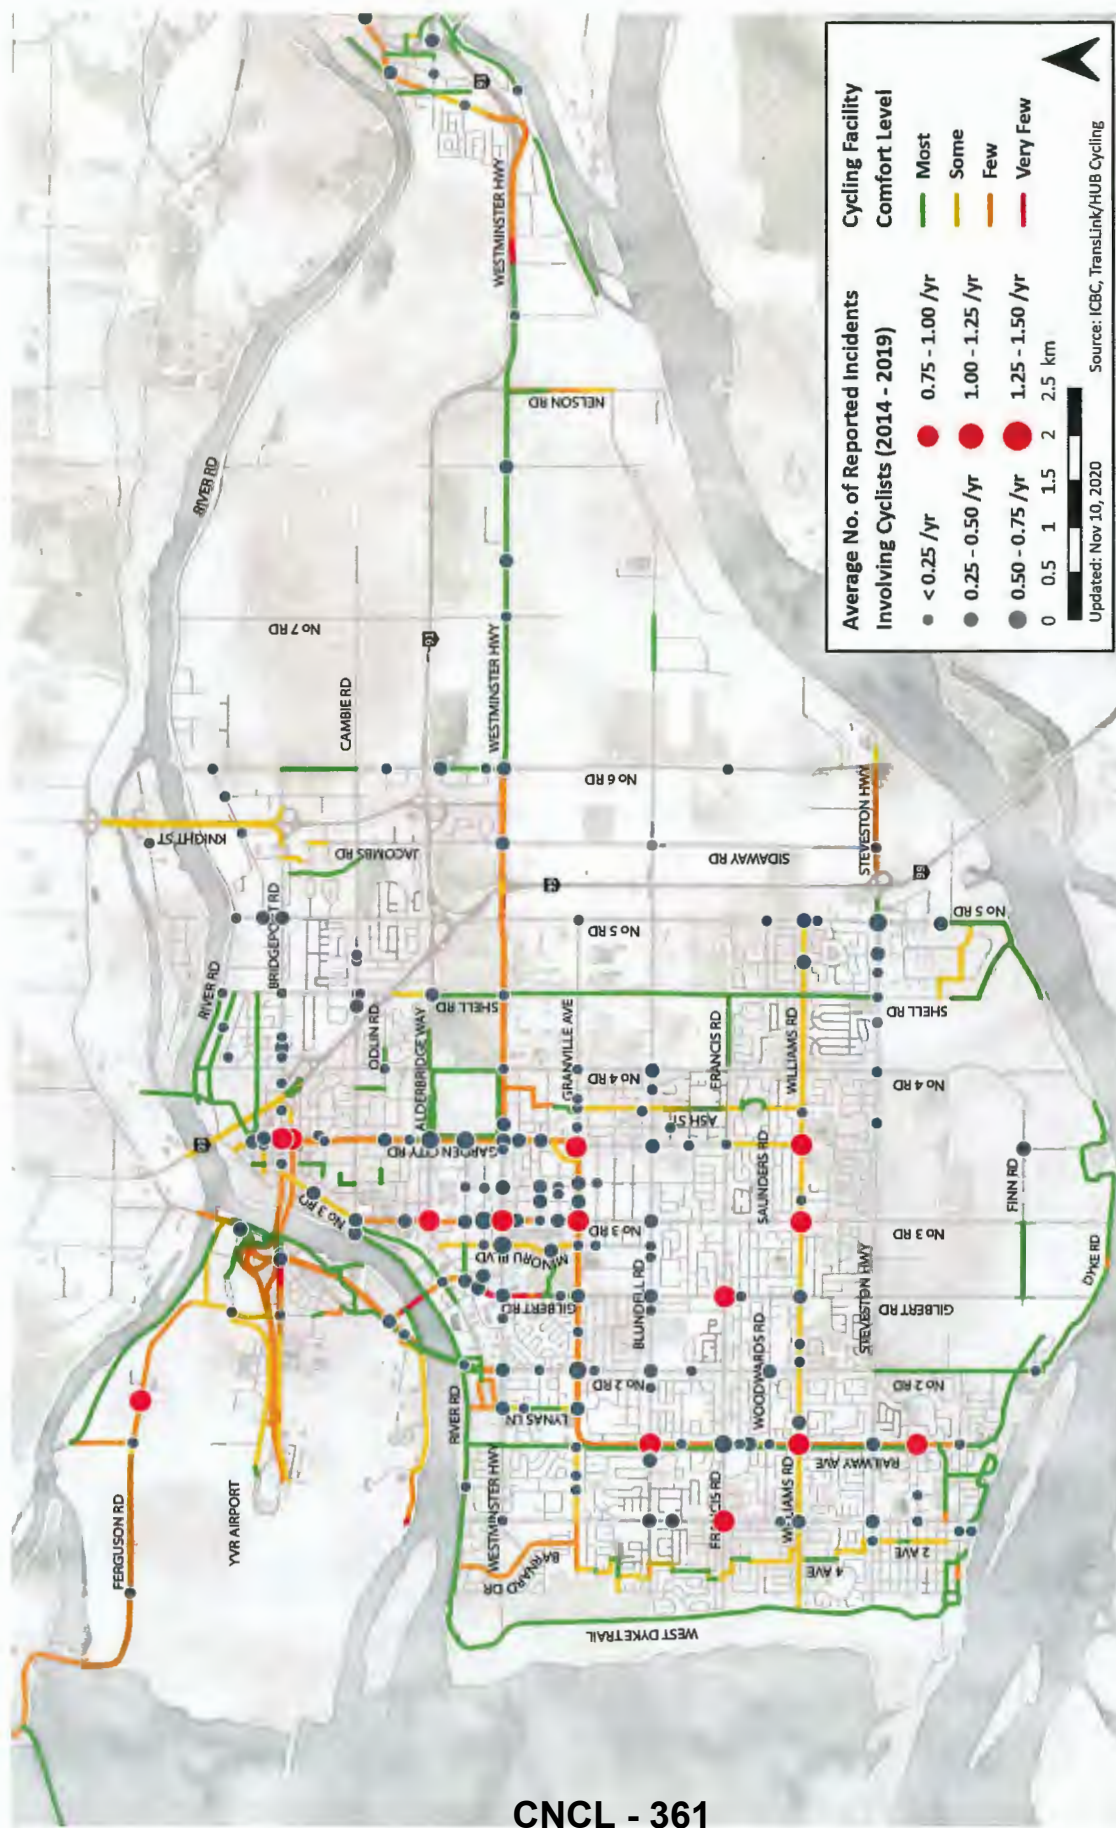 FERGUSON RD
YVR AIRPORT
KNIGHT ST
RIVER RD
RIVER RD
RIVER RD
BRIDGEPORT RD
CAMBIE RD
JACOMBS RD
No 7 RD
ODLIN RD
ALDERBRIDGE WAY
SHELL RD
GARDEN CITY RD
No 3 RD
MINORU BLVD
GILBERT RD
LYNAS LN
WESTMINSTER HWY
WESTMINSTER HWY
WESTMINSTER HWY
91
91
99
99
NELSON RD
BARNARD DR
GRANVILLE AVE
No 5 RD
No 6 RD
No 4 RD
No 3 RD
No 2 RD
BLUNDELL RD
ASH ST
FRANCIS RD
FRANCIS RD
SIDAWAY RD
WEST DYKE TRAIL
WOODWARDS RD
SAUNDERS RD
WILLIAMS RD
WILLIAMS RD
RAILWAY AVE
4 AVE
2 AVE
STEVESTON HWY
STEVESTON HWY
No 2 RD
GILBERT RD
No 3 RD
No 4 RD
SHELL RD
No 5 RD
FINN RD
DYKE RD
Average No. of Reported Incidents
Involving Cyclists (2014 - 2019)
< 0.25 /yr
0.25 - 0.50 /yr
0.50 - 0.75 /yr
0.75 - 1.00 /yr
1.00 - 1.25 /yr
1.25 - 1.50 /yr
Cycling Facility
Comfort Level
Most
Some
Few
Very Few
0 0.5 1 1.5 2 2.5 km
Updated: Nov 10, 2020
Source: ICBC, TransLink/HUB Cycling
CNCL - 361